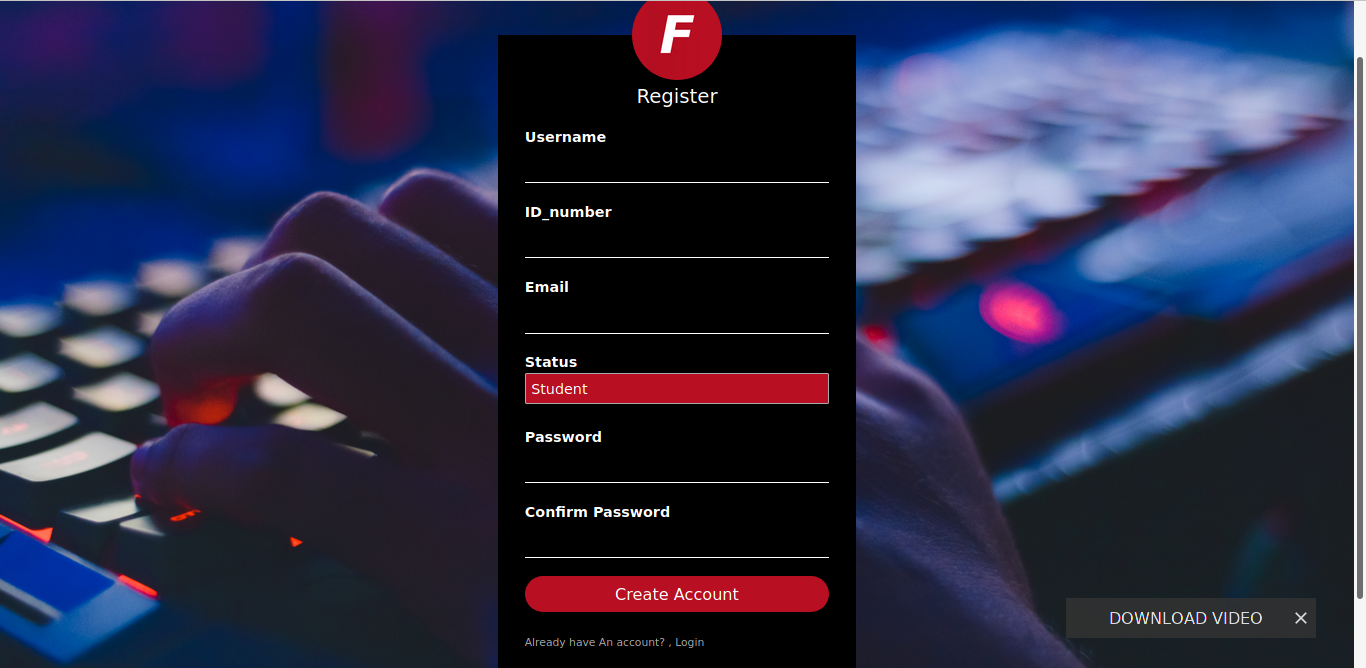 F
Register
Username
ID_number
Email
Status
Student
Password
Confirm Password
Create Account
Already have An account? , Login
DOWNLOAD VIDEO